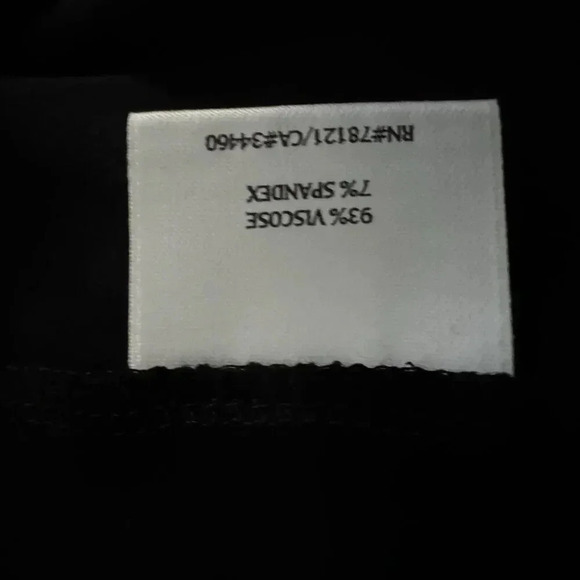 93% VISCOSE
7% SPANDEX
RN#78121/CA#34460